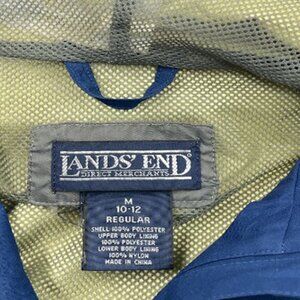 LANDS' END
DIRECT MERCHANTS
M
10-12
REGULAR
SHELL 100% POLYESTER
UPPER BODY LINING
100% POLYESTER
LOWER BODY LINING
100% NYLON
MADE IN CHINA